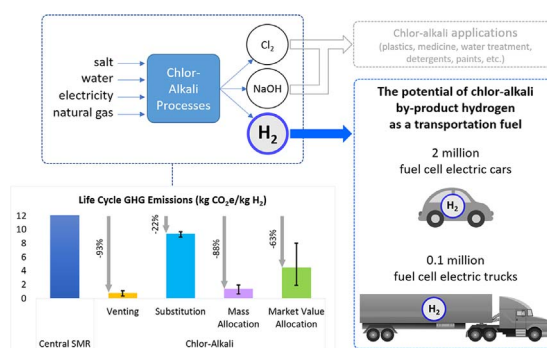 salt
water
electricity
natural gas
Chlor-
Alkali
Processes
Cl2
NaOH
H2
Chlor-alkali applications
(plastics, medicine, water treatment,
detergents, paints, etc.)
The potential of chlor-alkali
by-product hydrogen
as a transportation fuel
2 million
fuel cell electric cars
H2
0.1 million
fuel cell electric trucks
H2
Life Cycle GHG Emissions (kg CO2e/kg H2)
12
10
8
6
4
2
0
-93%
-22%
-88%
-63%
Venting
Substitution
Mass
Allocation
Market Value
Allocation
Central SMR
Chlor-Alkali